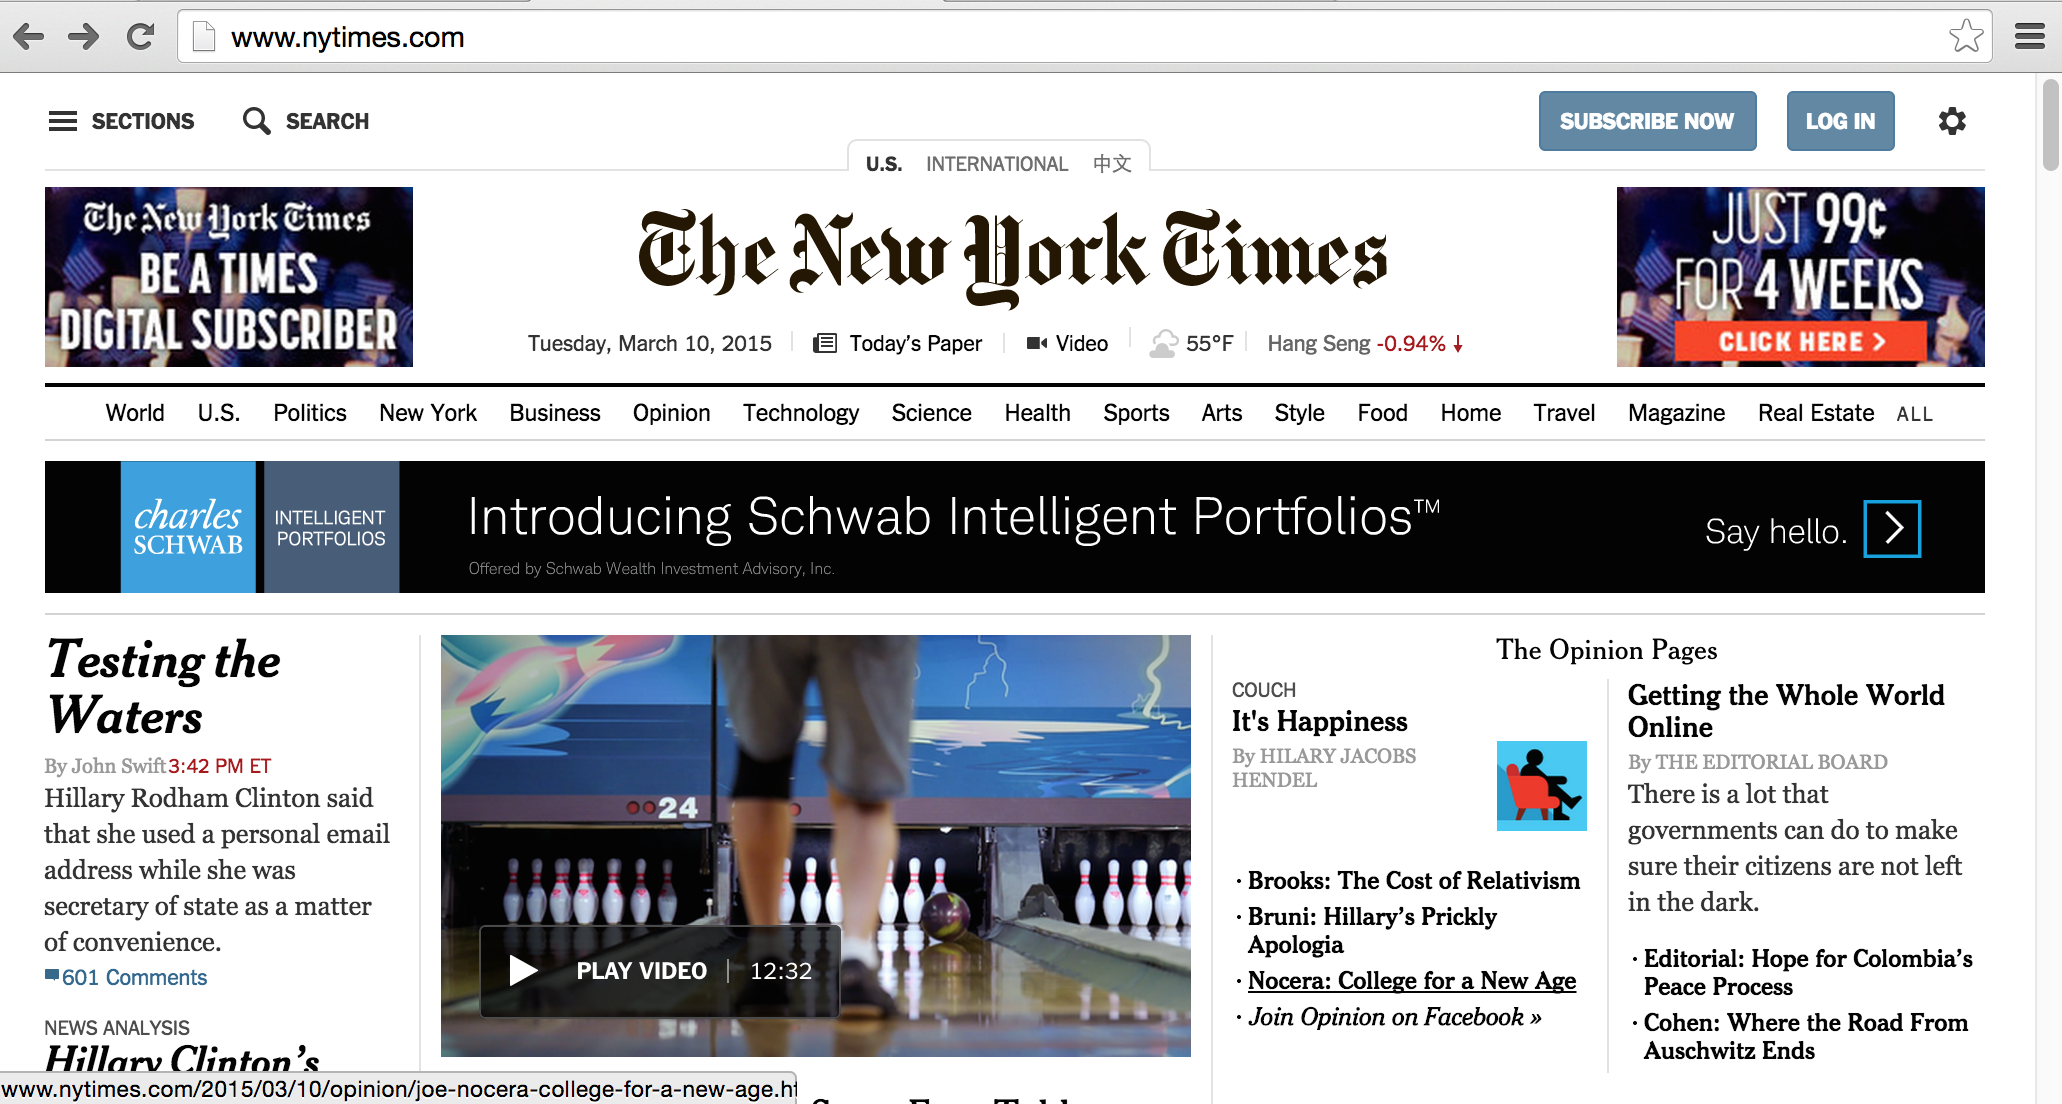 www.nytimes.com
SECTIONS
SEARCH
SUBSCRIBE NOW
LOG IN
U.S.
INTERNATIONAL
中文
The New York Times
BE A TIMES
DIGITAL SUBSCRIBER
The New York Times
JUST 99¢
FOR 4 WEEKS
CLICK HERE >
Tuesday, March 10, 2015
Today's Paper
Video
55°F
Hang Seng -0.94% ↓
World U.S. Politics New York Business Opinion Technology Science Health Sports Arts Style Food Home Travel Magazine Real Estate ALL
charles
SCHWAB
INTELLIGENT
PORTFOLIOS
Introducing Schwab Intelligent Portfolios™
Offered by Schwab Wealth Investment Advisory, Inc.
Say hello.
Testing the
Waters
By John Swift 3:42 PM ET
Hillary Rodham Clinton said
that she used a personal email
address while she was
secretary of state as a matter
of convenience.
601 Comments
NEWS ANALYSIS
Hillary Clinton's
24
PLAY VIDEO | 12:32
The Opinion Pages
COUCH
It's Happiness
By HILARY JACOBS
HENDEL
· Brooks: The Cost of Relativism
· Bruni: Hillary's Prickly
Apologia
· Nocera: College for a New Age
· Join Opinion on Facebook »
Getting the Whole World
Online
By THE EDITORIAL BOARD
There is a lot that
governments can do to make
sure their citizens are not left
in the dark.
· Editorial: Hope for Colombia's
Peace Process
· Cohen: Where the Road From
Auschwitz Ends
www.nytimes.com/2015/03/10/opinion/joe-nocera-college-for-a-new-age.ht